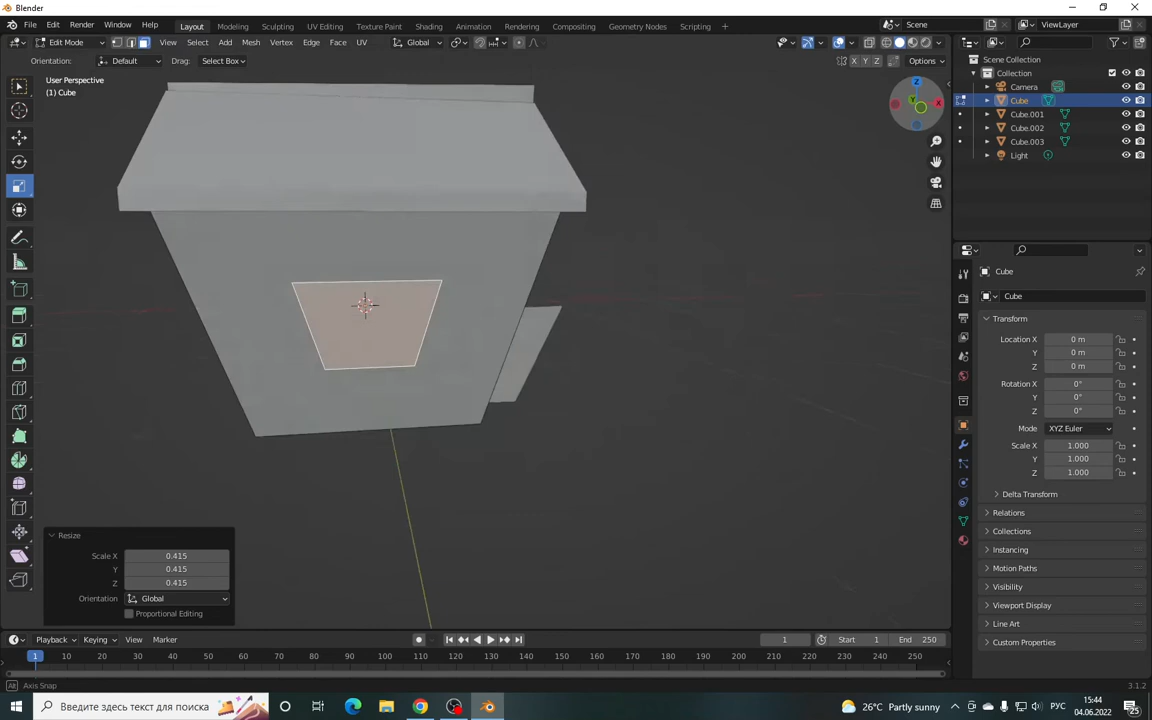 Blender
File Edit Render Window Help Layout Modeling Sculpting UV Editing Texture Paint Shading Animation Rendering Compositing Geometry Nodes Scripting Scene ViewLayer
Edit Mode View Select Add Mesh Vertex Edge Face UV Global
Orientation: Default Drag: Select Box X Y Z Options
User Perspective
(1) Cube
Z
X
Y
Scene Collection
Collection
Camera
Cube
Cube.001
Cube.002
Cube.003
Light
Cube
Cube
Transform
Location X 0 m
Y 0 m
Z 0 m
Rotation X 0°
Y 0°
Z 0°
Mode XYZ Euler
Scale X 1.000
Y 1.000
Z 1.000
Delta Transform
Relations
Collections
Instancing
Motion Paths
Visibility
Viewport Display
Line Art
Custom Properties
Resize
Scale X 0.415
Y 0.415
Z 0.415
Orientation Global
Proportional Editing
Playback Keying View Marker 1 Start 1 End 250
1 10 20 30 40 50 60 70 80 90 100 110 120 130 140 150 160 170 180 190 200 210 220 230 240 250
Alt Axis Snap 3.1.2
Введите здесь текст для поиска 26°C Partly sunny РУС 15:44 04.06.2022 25